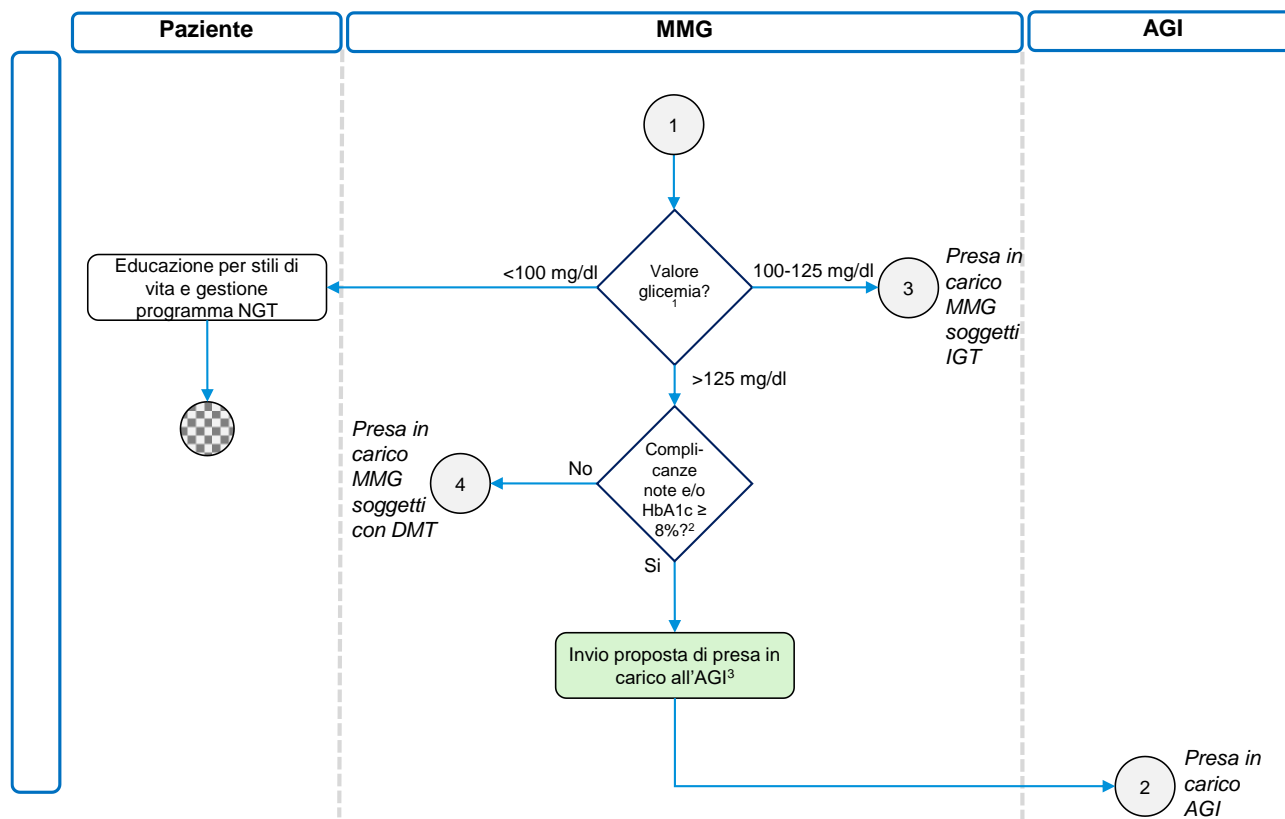 Paziente
MMG
AGI
1
Valore
glicemia?
1
<100 mg/dl
100-125 mg/dl
Educazione per stili di
vita e gestione
programma NGT
3
Presa in
carico
MMG
soggetti
IGT
>125 mg/dl
Compli-
canze
note e/o
HbA1c ≥
8%?²
No
4
Presa in
carico
MMG
soggetti
con DMT
Si
Invio proposta di presa in
carico all'AGI³
2
Presa in
carico
AGI